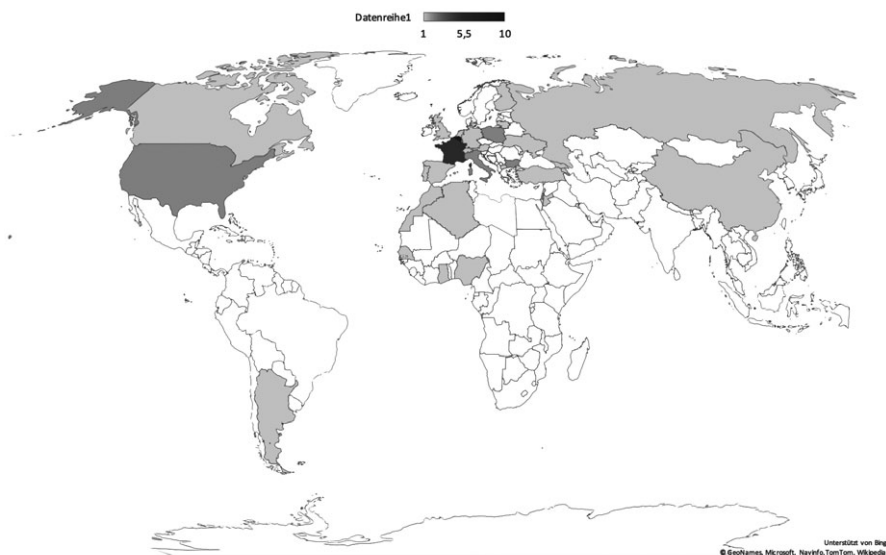 Datenreihe1
1 5,5 10
Unterstützt von Bing
© GeoNames, Microsoft, Navinfo, TomTom, Wikipedia